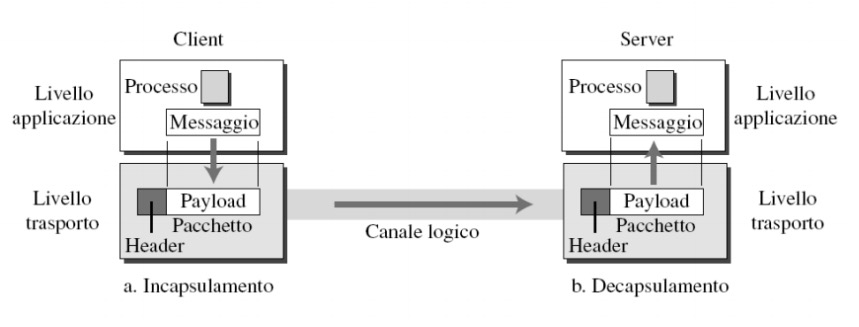 Client
Server
Livello
applicazione
Processo
Messaggio
Processo
Messaggio
Livello
applicazione
Livello
trasporto
Payload
Pacchetto
Header
Canale logico
Payload
Pacchetto
Header
Livello
trasporto
a. Incapsulamento
b. Decapsulamento